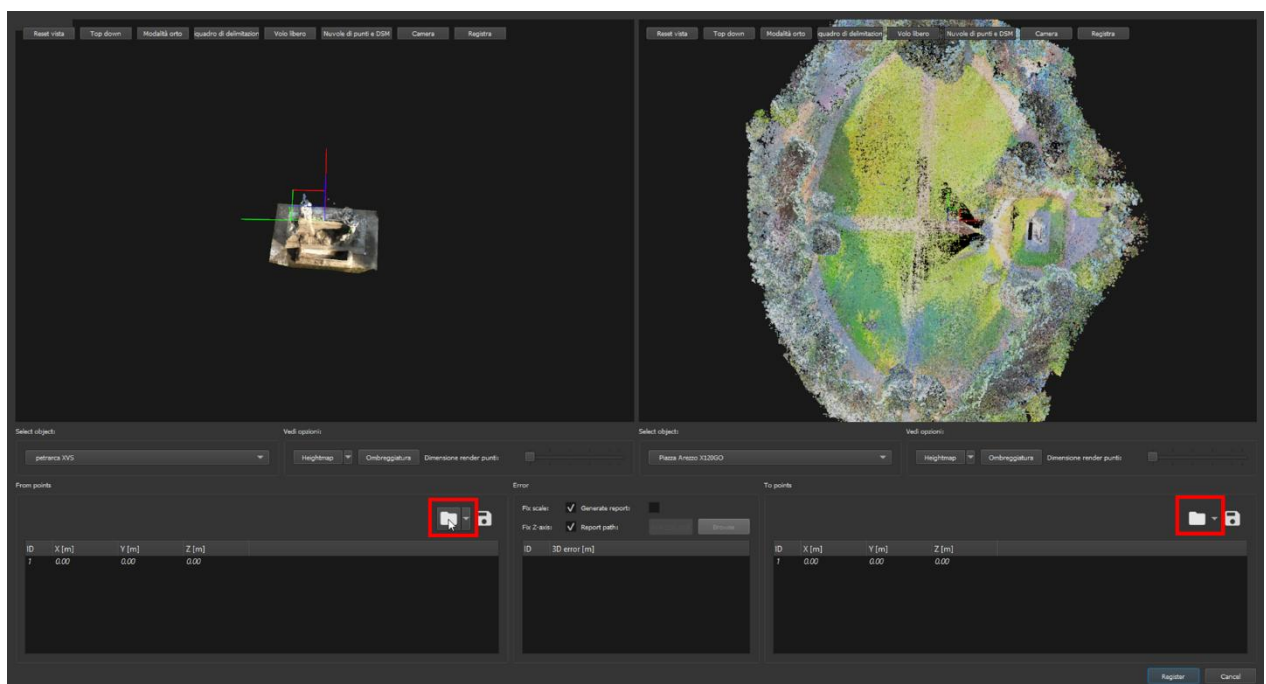 Reset vista Top down Modalità orto iquadro di delimitazion Volo libero Nuvole di punti e DSM Camera Registra
Reset vista Top down Modalità orto iquadro di delimitazion Volo libero Nuvole di punti e DSM Camera Registra
Select object: Vedi opzioni: Select object: Vedi opzioni:
petrarca XVS Heightmap Ombreggiatura Dimensione render punti: Piazza Arezzo X120GO Heightmap Ombreggiatura Dimensione render punti:
From points Error To points
Fix scale: Generate report:
Fix Z-axis: Report path: Browse
ID X [m] Y [m] Z [m] ID 3D error [m] ID X [m] Y [m] Z [m]
1 0.00 0.00 0.00 1 0.00 0.00 0.00
Register Cancel